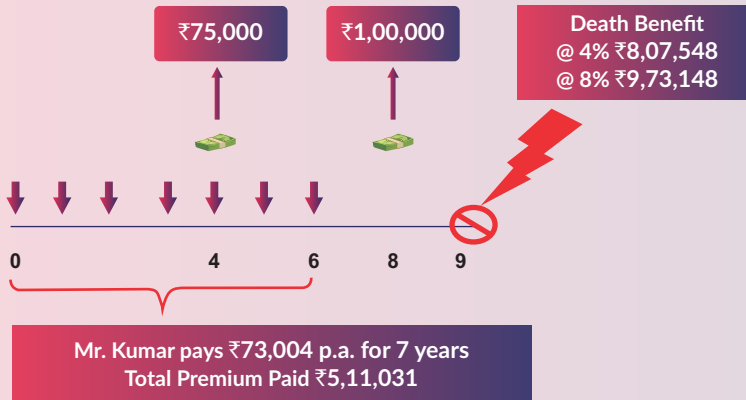 ₹75,000
₹1,00,000
Death Benefit
@ 4% ₹8,07,548
@ 8% ₹9,73,148
0
4
6
8
9
Mr. Kumar pays ₹73,004 p.a. for 7 years
Total Premium Paid ₹5,11,031